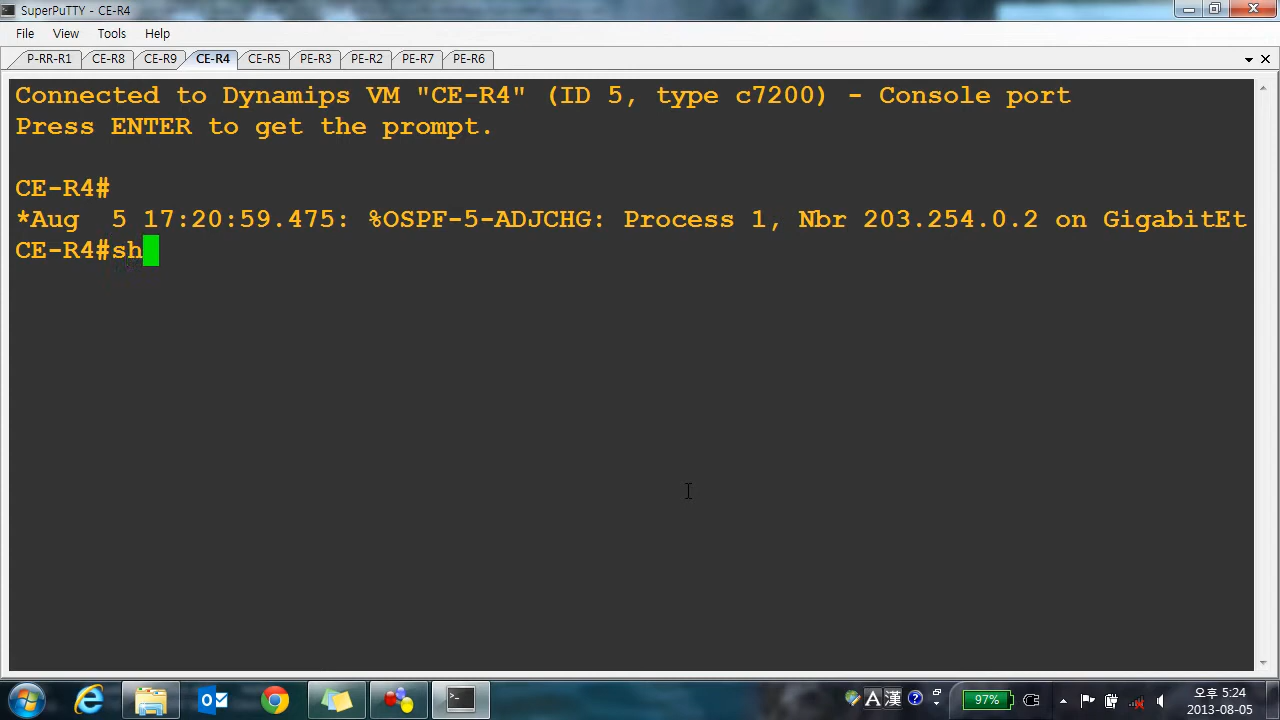 SuperPuTTY - CE-R4
File View Tools Help
P-RR-R1 CE-R8 CE-R9 CE-R4 CE-R5 PE-R3 PE-R2 PE-R7 PE-R6
Connected to Dynamips VM "CE-R4" (ID 5, type c7200) - Console port
Press ENTER to get the prompt.
CE-R4#
*Aug  5 17:20:59.475: %OSPF-5-ADJCHG: Process 1, Nbr 203.254.0.2 on GigabitEt
CE-R4#sh
A 漢 ? 97% 오후 5:24
2013-08-05